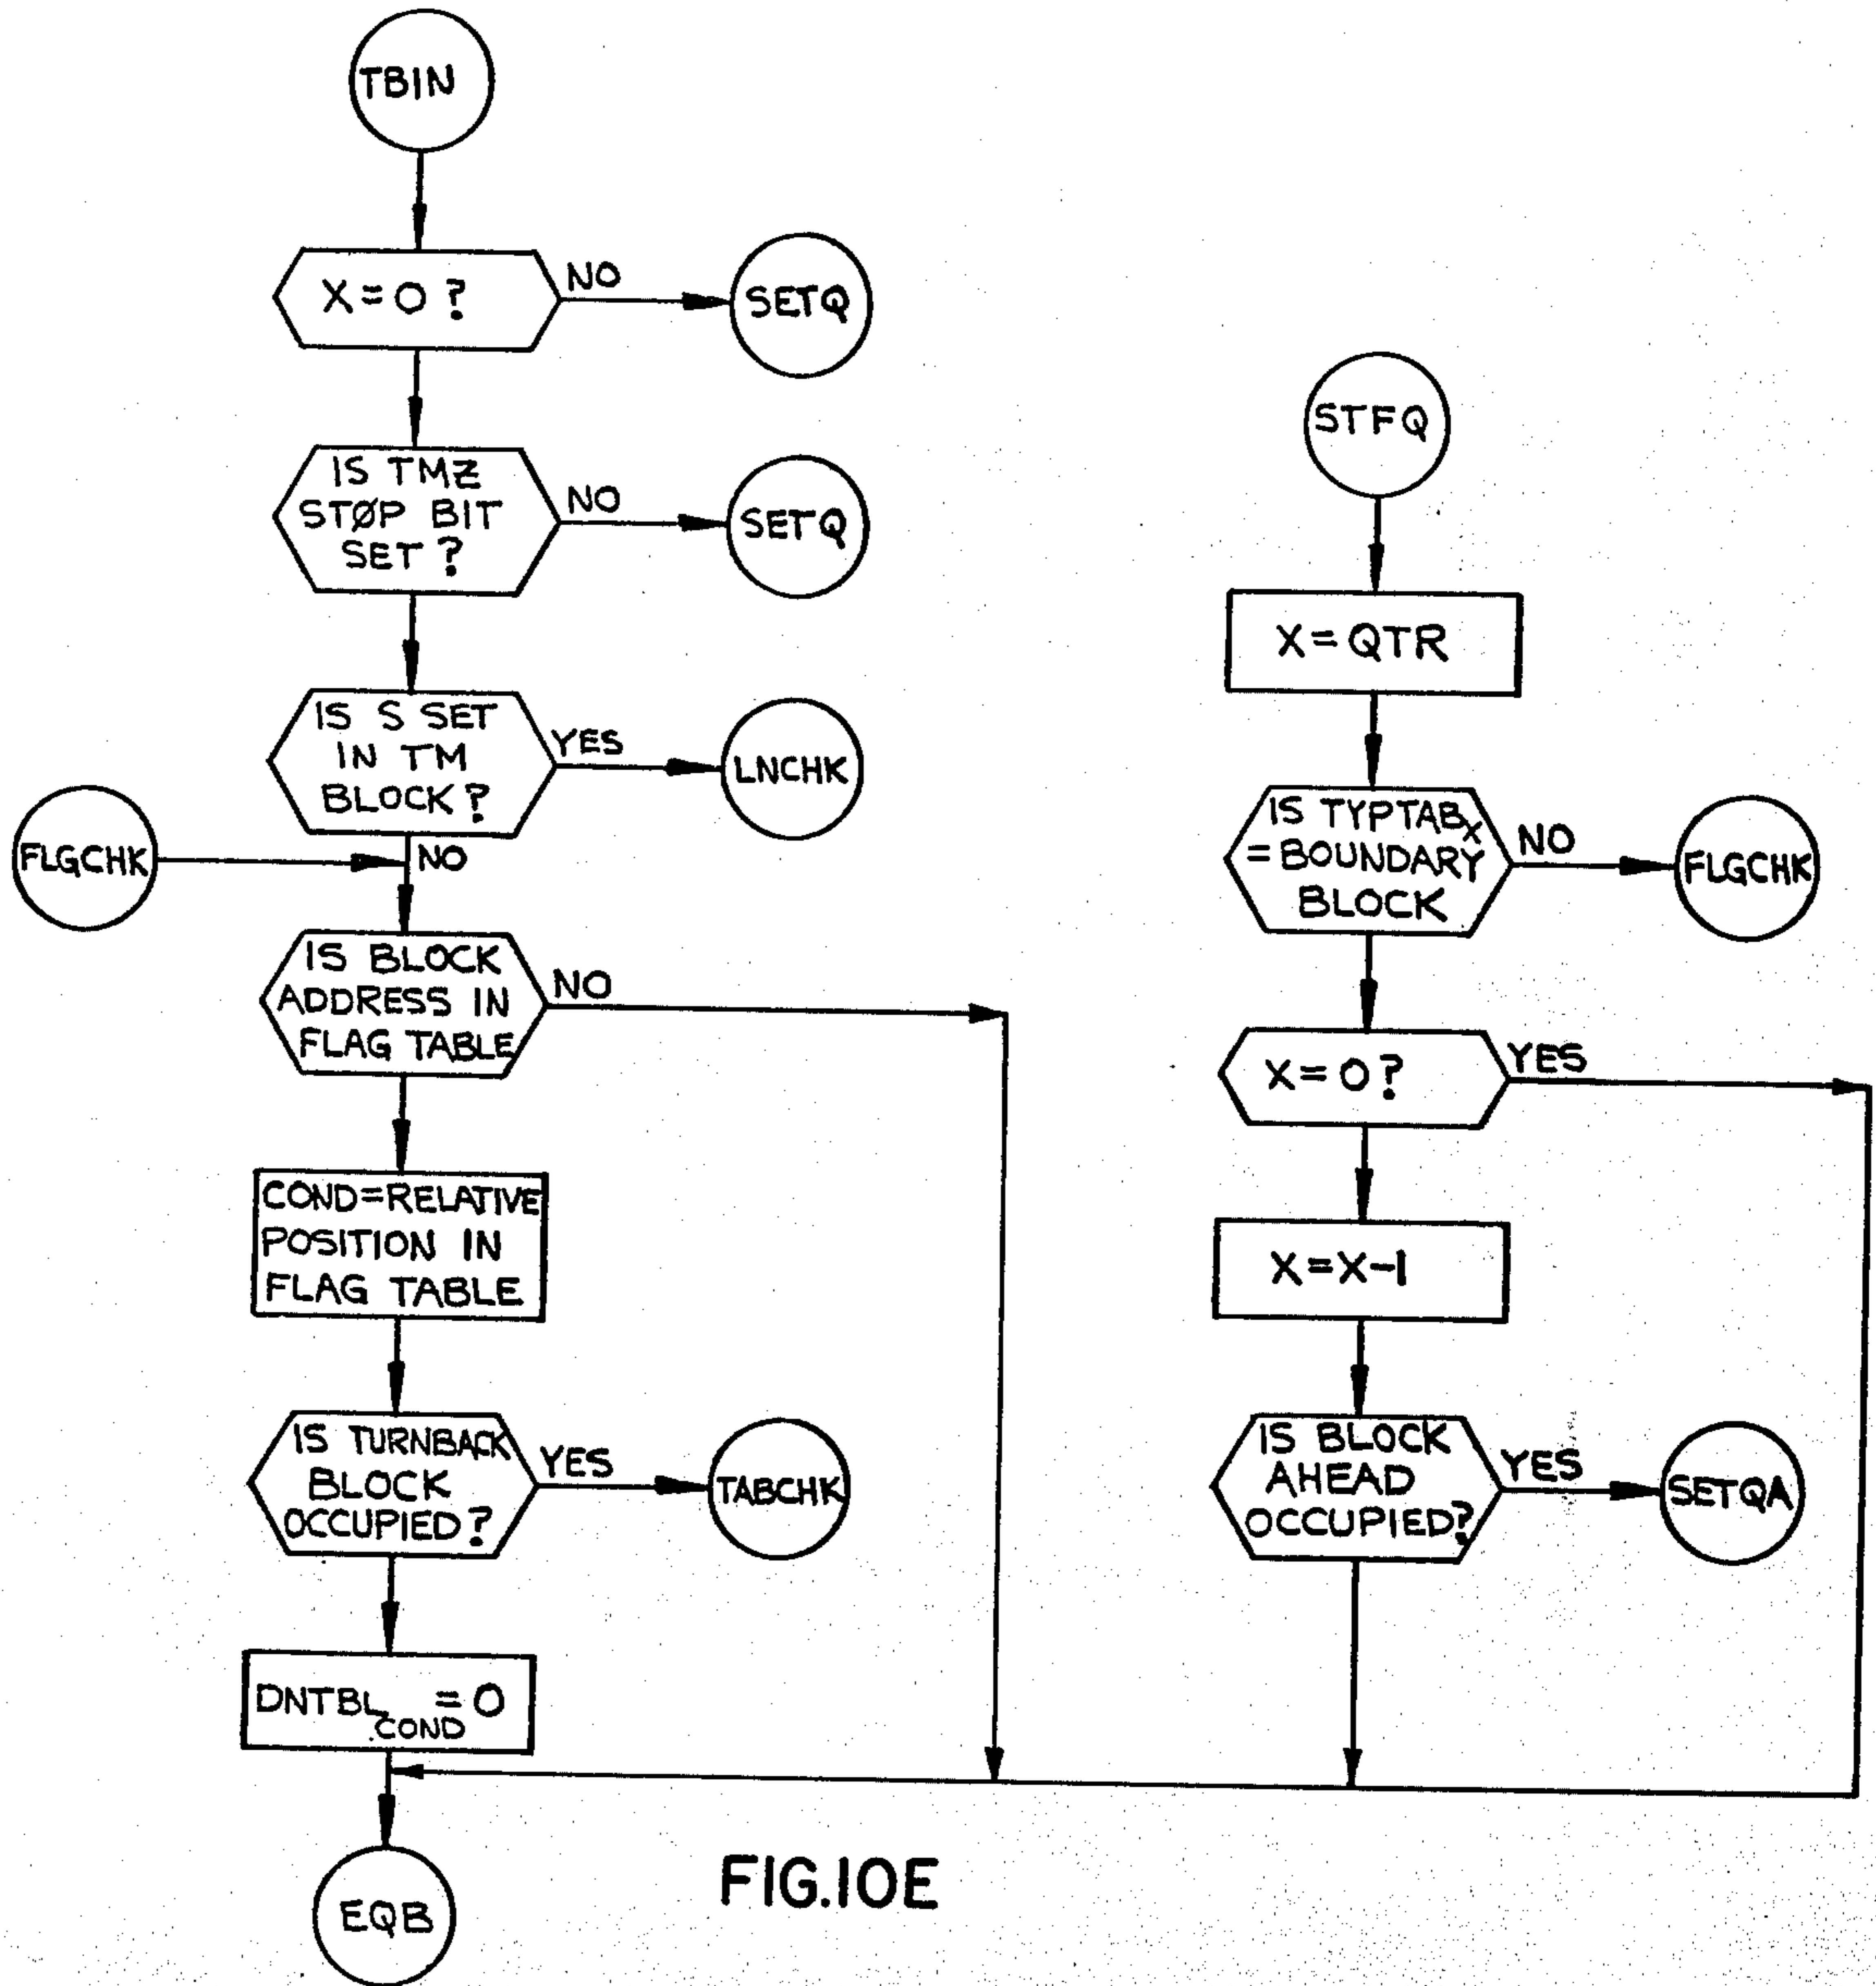 TBIN
X = 0 ?
NO
SETQ
IS TMZ
STØP BIT
SET ?
NO
SETQ
IS S SET
IN TM
BLOCK ?
YES
LNCHK
FLGCHK
NO
IS BLOCK
ADDRESS IN
FLAG TABLE
NO
COND=RELATIVE
POSITION IN
FLAG TABLE
IS TURNBACK
BLOCK
OCCUPIED ?
YES
TABCHK
DNTBL COND = 0
EQB
STFQ
X = QTR
IS TYPTAB X
= BOUNDARY
BLOCK
NO
FLGCHK
X = 0 ?
YES
X = X-1
IS BLOCK
AHEAD
OCCUPIED?
YES
SETQA
FIG.10E